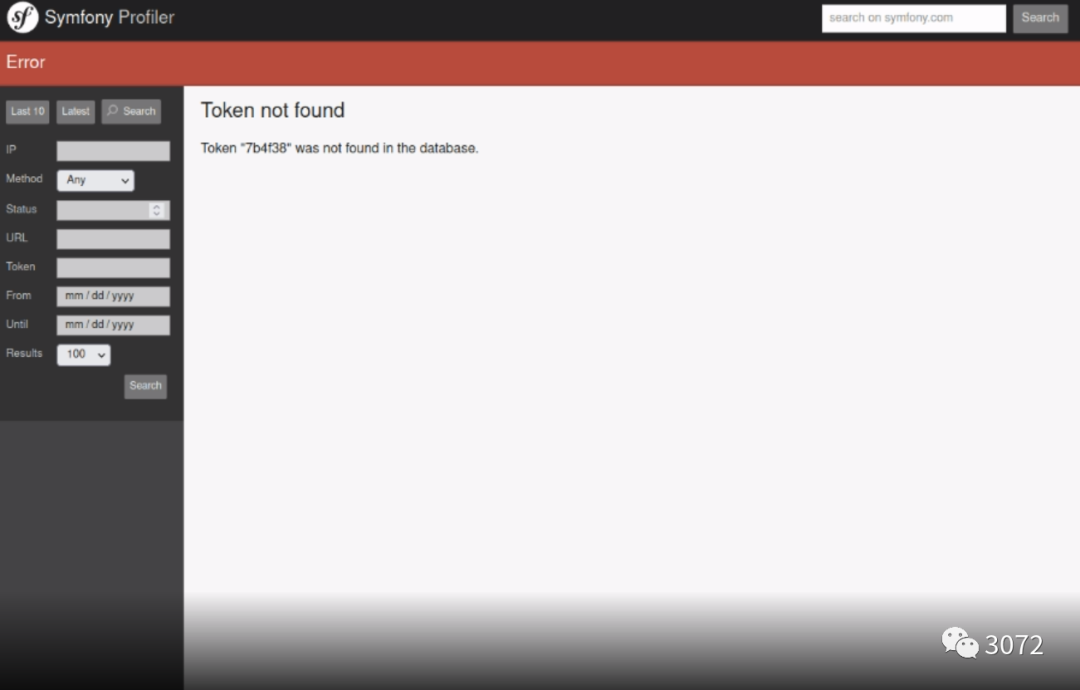 sf Symfony Profiler
search on symfony.com Search
Error
Last 10 Latest Search
IP
Method Any
Status
URL
Token
From mm / dd / yyyy
Until mm / dd / yyyy
Results 100
Search
Token not found
Token "7b4f38" was not found in the database.
3072